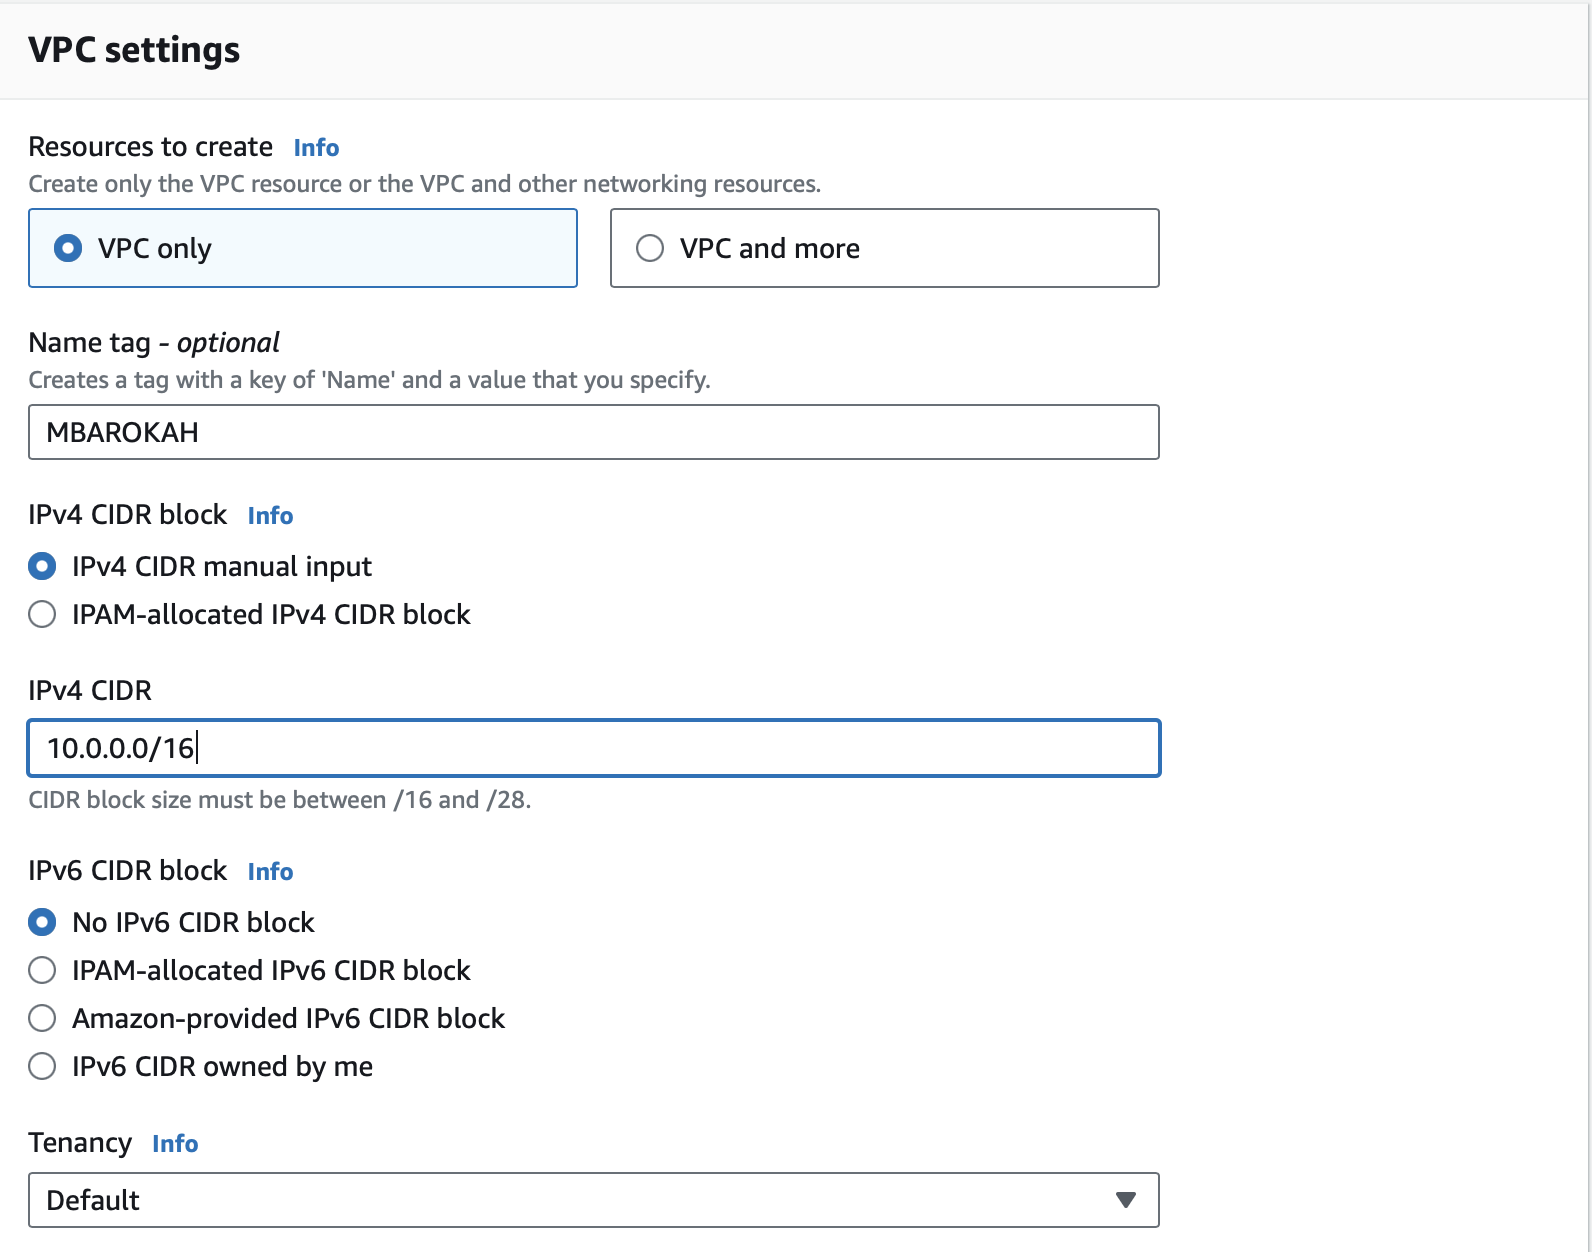 VPC settings
Resources to create Info
Create only the VPC resource or the VPC and other networking resources.
VPC only
VPC and more
Name tag - optional
Creates a tag with a key of 'Name' and a value that you specify.
MBAROKAH
IPv4 CIDR block Info
IPv4 CIDR manual input
IPAM-allocated IPv4 CIDR block
IPv4 CIDR
10.0.0.0/16
CIDR block size must be between /16 and /28.
IPv6 CIDR block Info
No IPv6 CIDR block
IPAM-allocated IPv6 CIDR block
Amazon-provided IPv6 CIDR block
IPv6 CIDR owned by me
Tenancy Info
Default